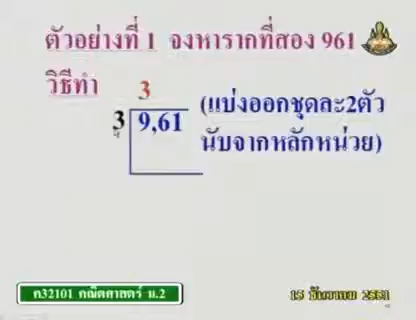 ตัวอย่างที่ 1 จงหารากที่สอง 961
วิธีทำ 3
3 9,61 (แบ่งออกชุดละ2ตัว
นับจากหลักหน่วย)
ค32101 คณิตศาสตร์ ม.2
15 ธันวาคม 2551